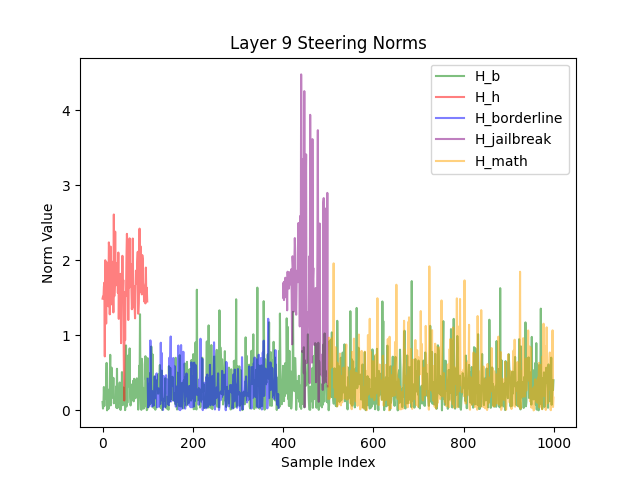 Layer 9 Steering Norms
H_b
H_h
H_borderline
H_jailbreak
H_math
Norm Value
4
3
2
1
0
0 200 400 600 800 1000
Sample Index